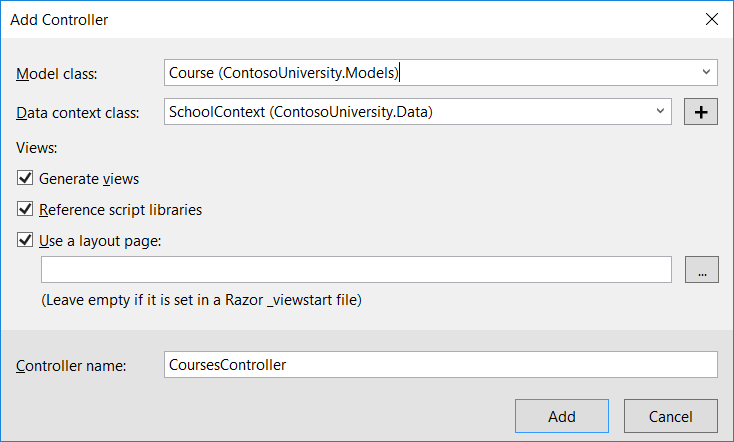 Add Controller
Model class: Course (ContosoUniversity.Models)
Data context class: SchoolContext (ContosoUniversity.Data) +
Views:
Generate views
Reference script libraries
Use a layout page:
...
(Leave empty if it is set in a Razor _viewstart file)
Controller name: CoursesController
Add Cancel